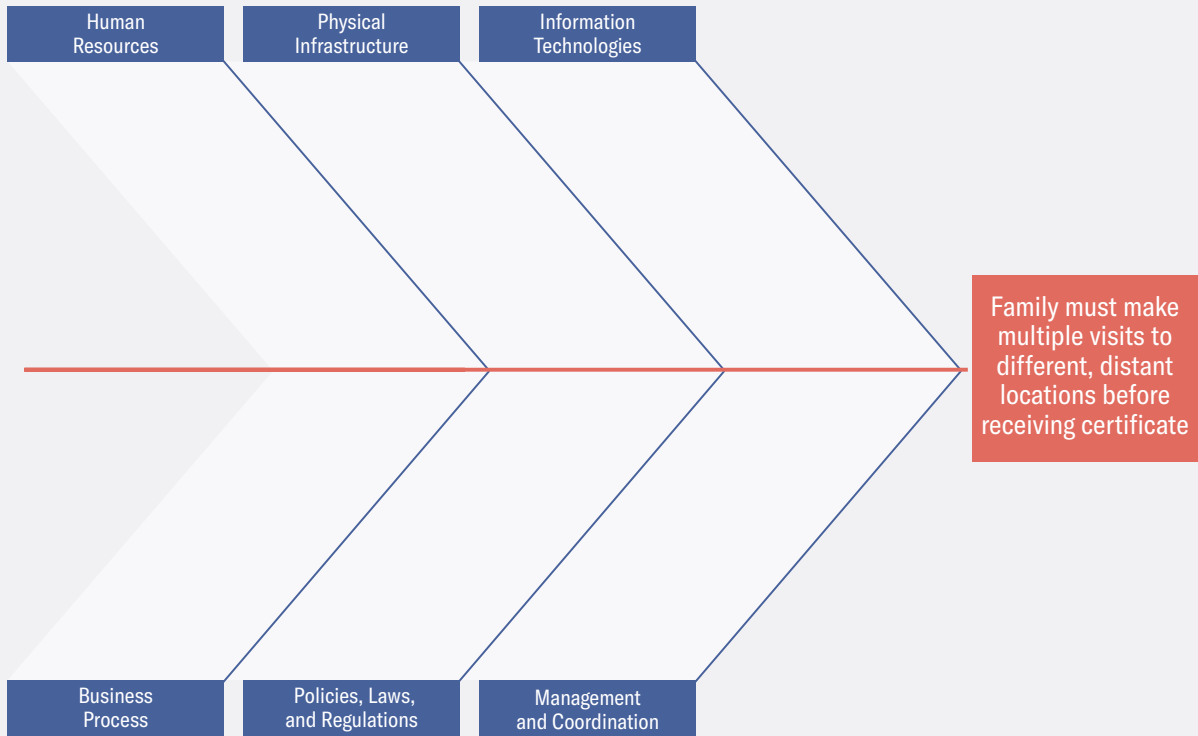 Human
Resources
Physical
Infrastructure
Information
Technologies
Family must make
multiple visits to
different, distant
locations before
receiving certificate
Business
Process
Policies, Laws,
and Regulations
Management
and Coordination